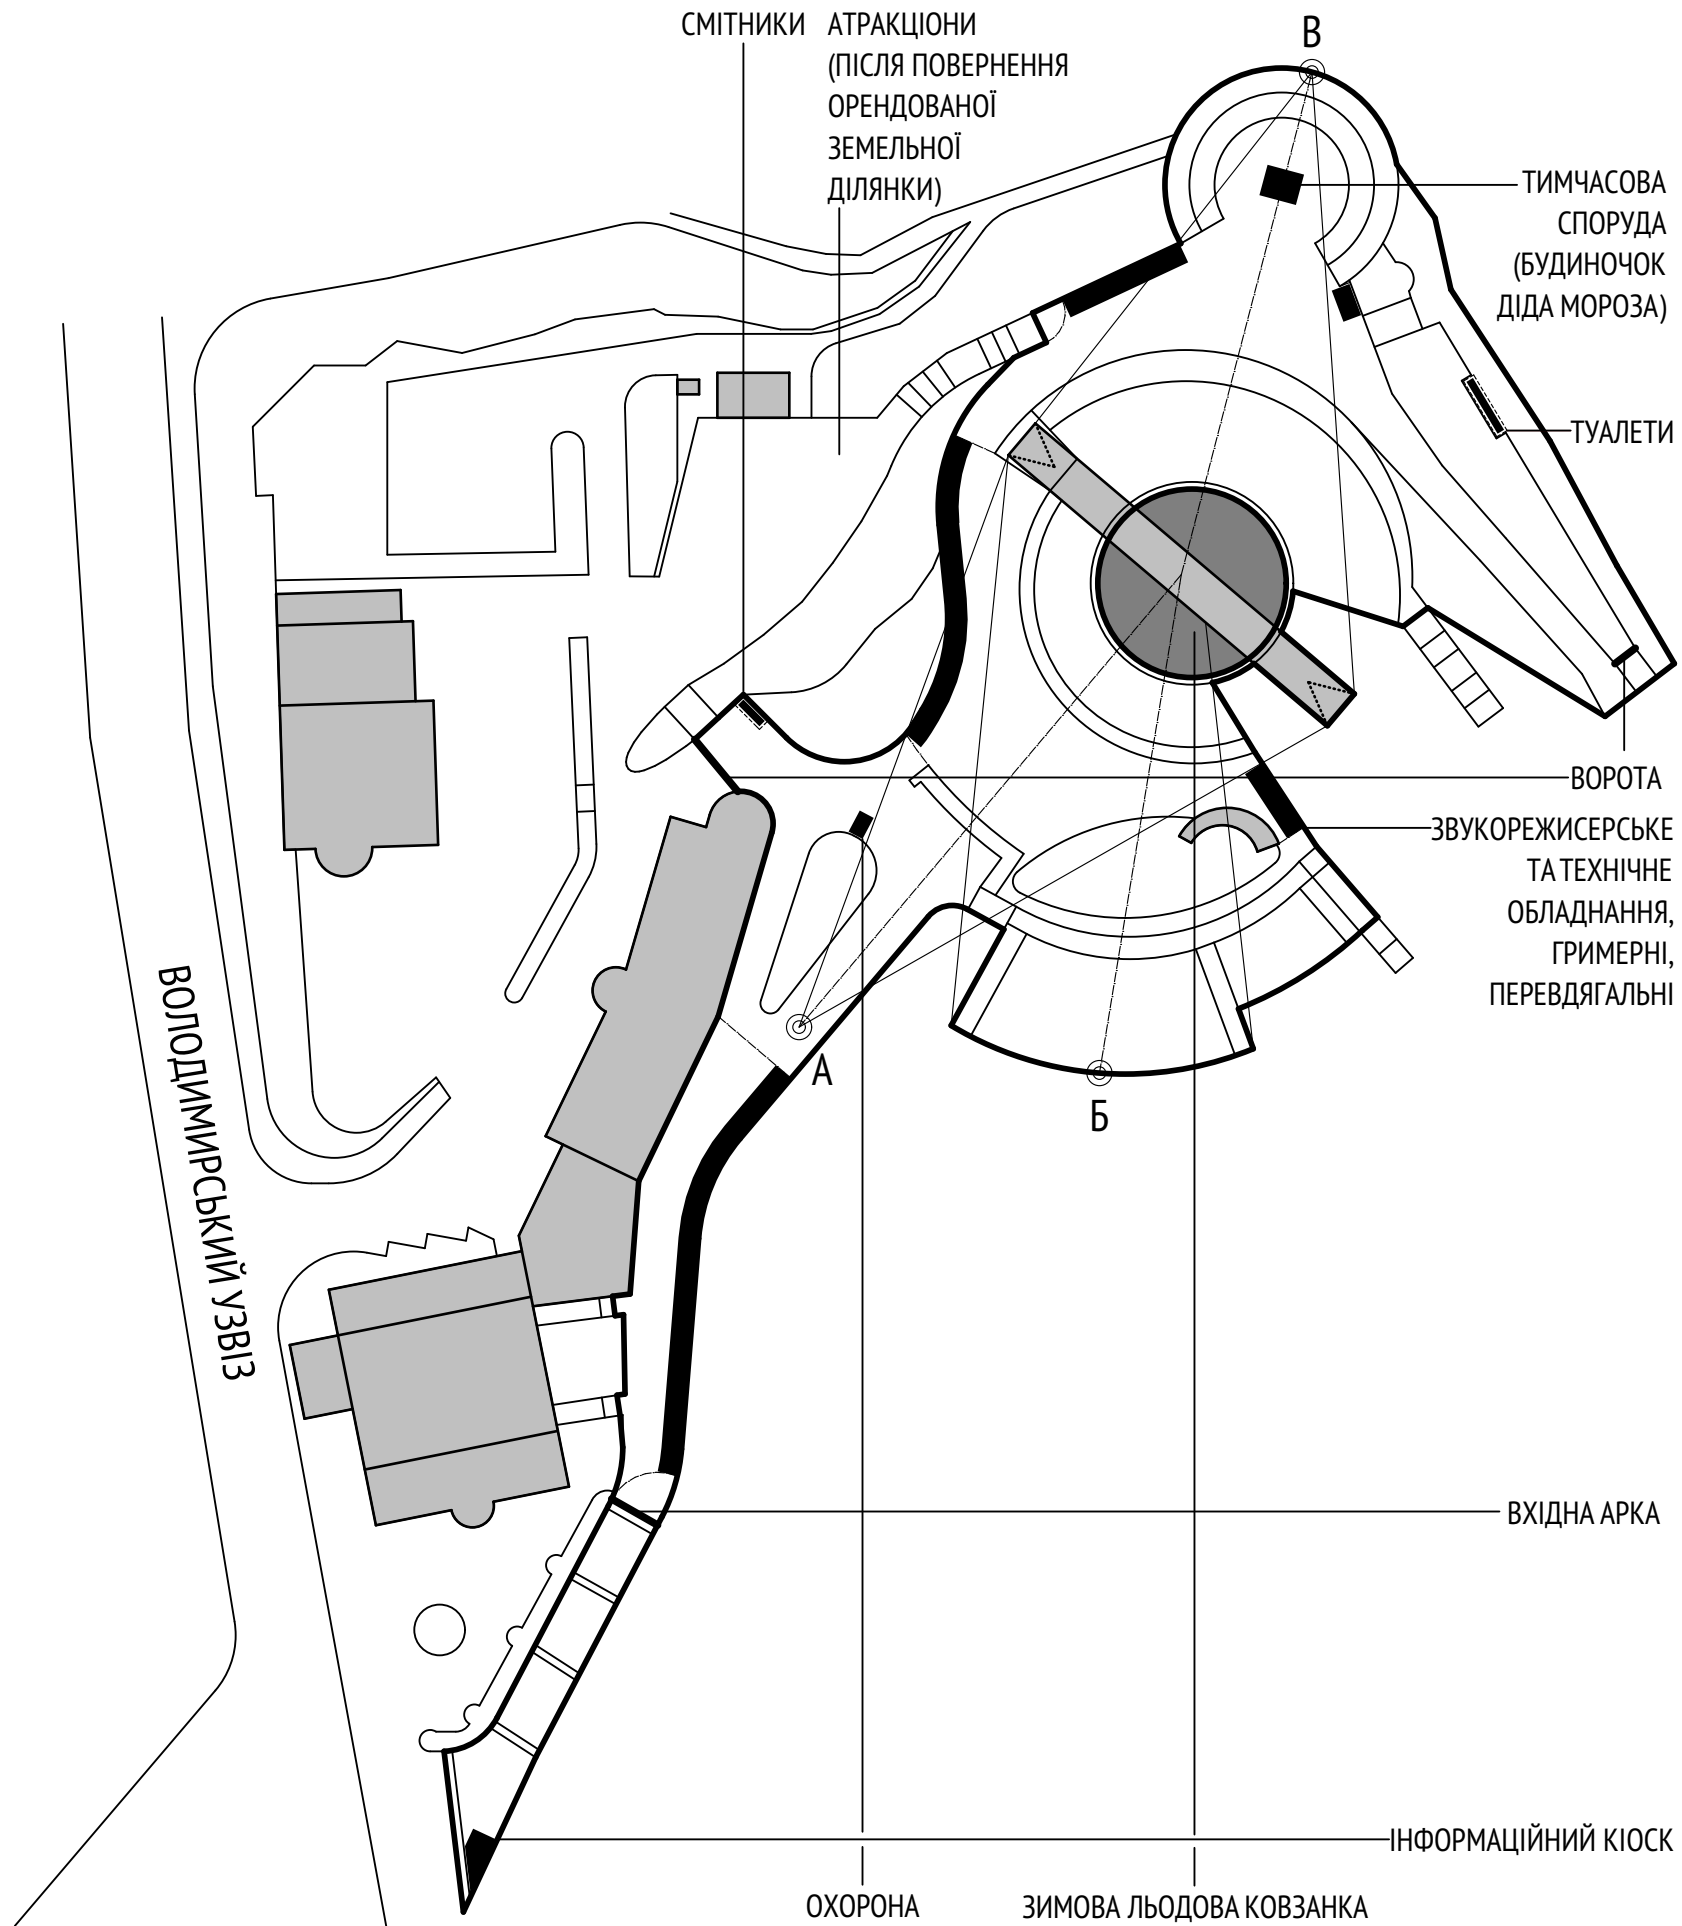 СМІТНИКИ
АТРАКЦІОНИ
(ПІСЛЯ ПОВЕРНЕННЯ
ОРЕНДОВАНОЇ
ЗЕМЕЛЬНОЇ
ДІЛЯНКИ)
В
ТИМЧАСОВА
СПОРУДА
(БУДИНОЧОК
ДІДА МОРОЗА)
ТУАЛЕТИ
ВОРОТА
ЗВУКОРЕЖИСЕРСЬКЕ
ТА ТЕХНІЧНЕ
ОБЛАДНАННЯ,
ГРИМЕРНІ,
ПЕРЕВДЯГАЛЬНІ
А
Б
ВОЛОДИМИРСЬКИЙ УЗВІЗ
ВХІДНА АРКА
ІНФОРМАЦІЙНИЙ КІОСК
ОХОРОНА
ЗИМОВА ЛЬОДОВА КОВЗАНКА